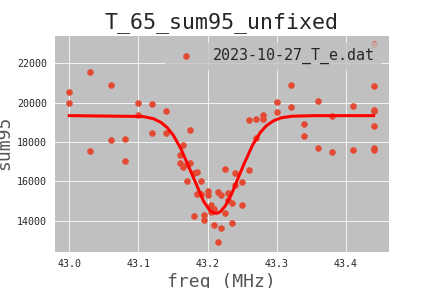 T_65_sum95_unfixed
2023-10-27_T_e.dat
sum95
22000
20000
18000
16000
14000
43.0 43.1 43.2 43.3 43.4
freq (MHz)